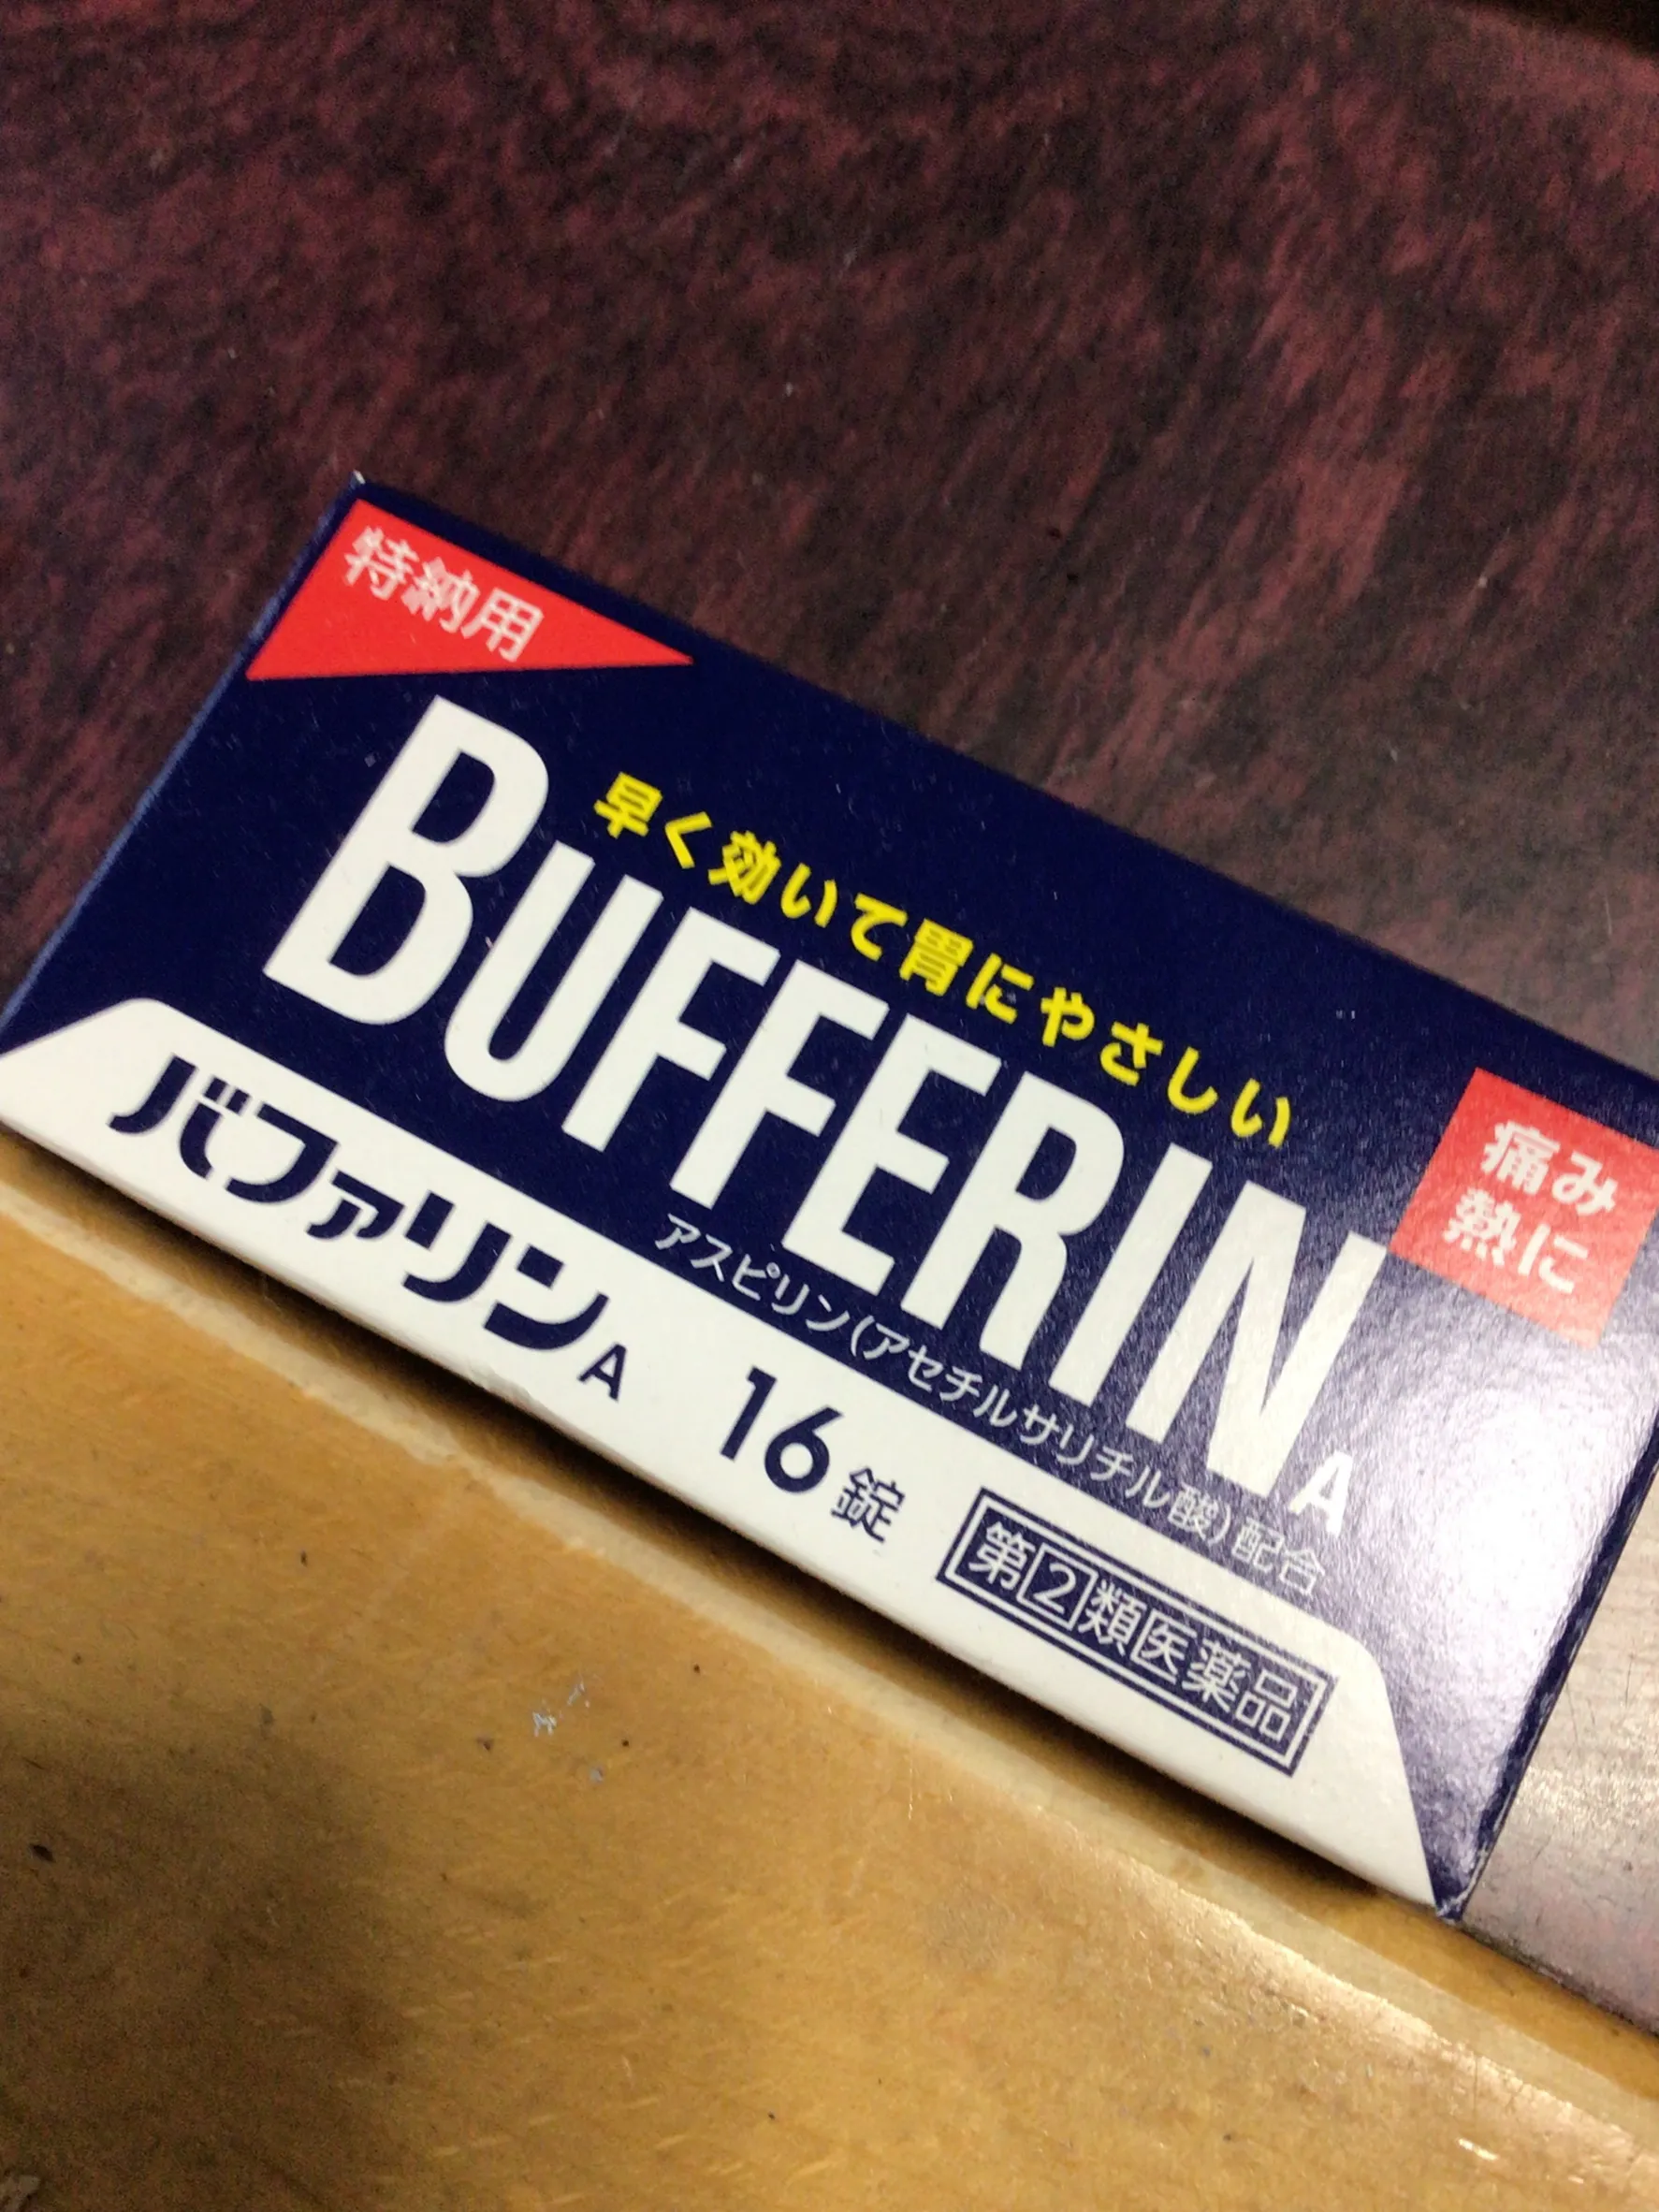 特納用
早く効いて胃にやさしい
BUFFERIN A
痛み
熱に
アスピリン(アセチルサリチル酸)配合
バファリンA 16錠
第②類医薬品